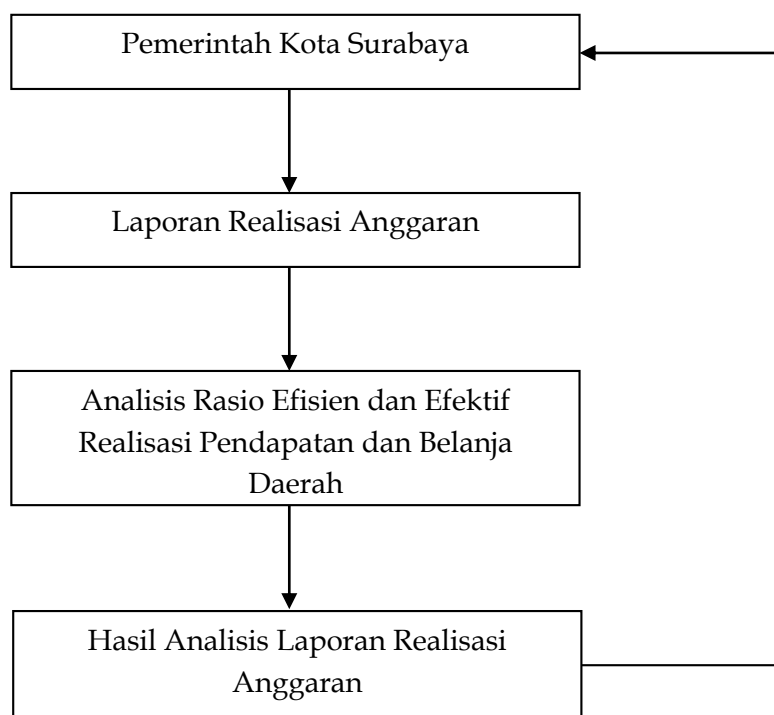 Pemerintah Kota Surabaya
Laporan Realisasi Anggaran
Analisis Rasio Efisien dan Efektif
Realisasi Pendapatan dan Belanja
Daerah
Hasil Analisis Laporan Realisasi
Anggaran